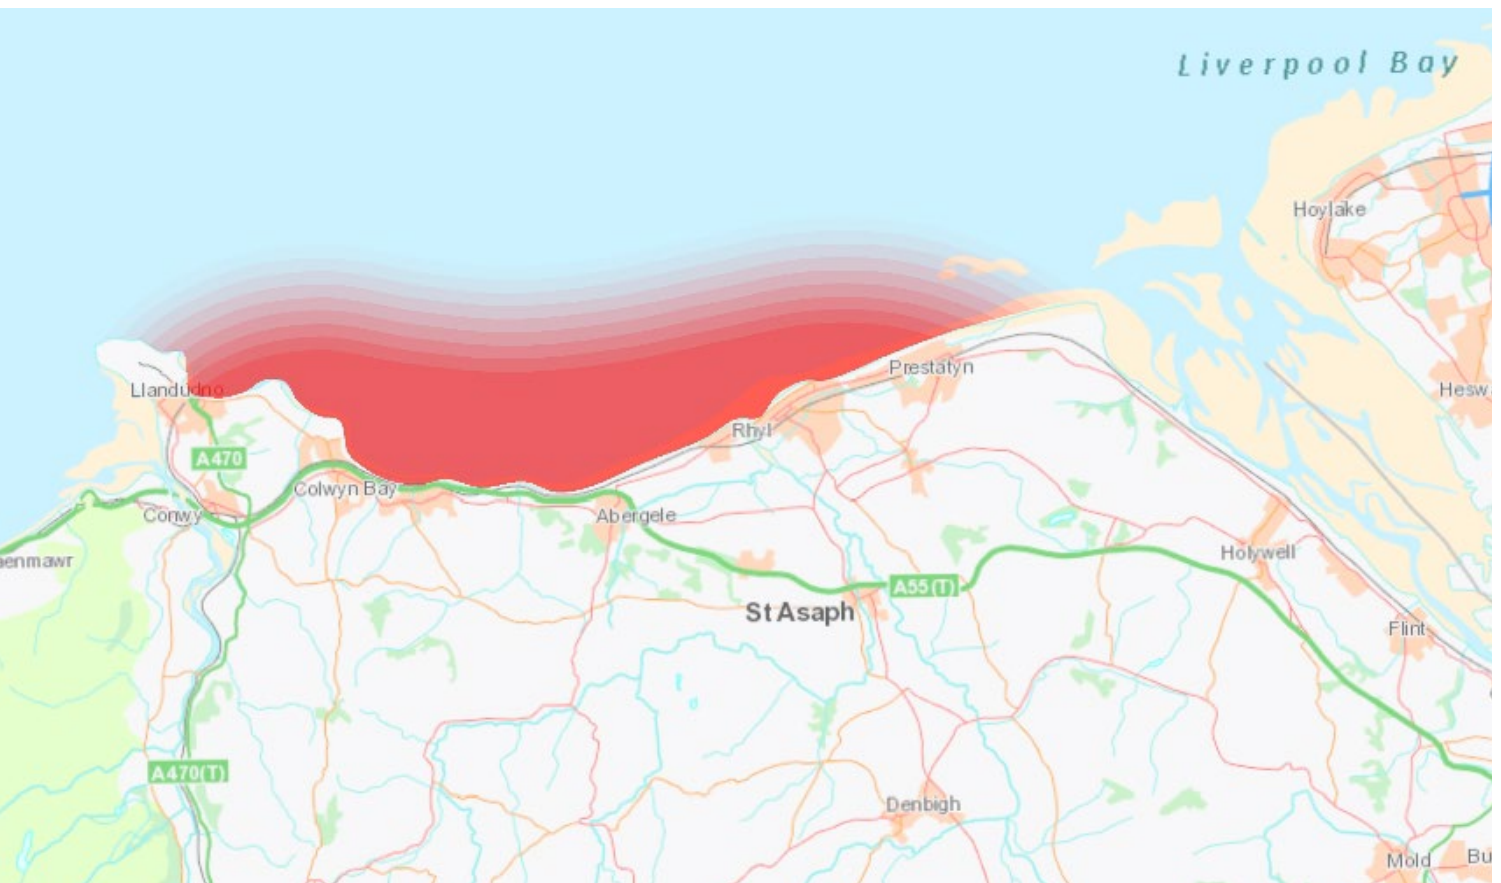 Liverpool Bay
Hoylake
Prestatyn
Llandudno
Hesw
Rhyl
A470
Colwyn Bay
Conwy
Abergele
Holywell
aenmawr
A55(T)
St Asaph
Flint
A470(T)
Denbigh
Mold
Bu